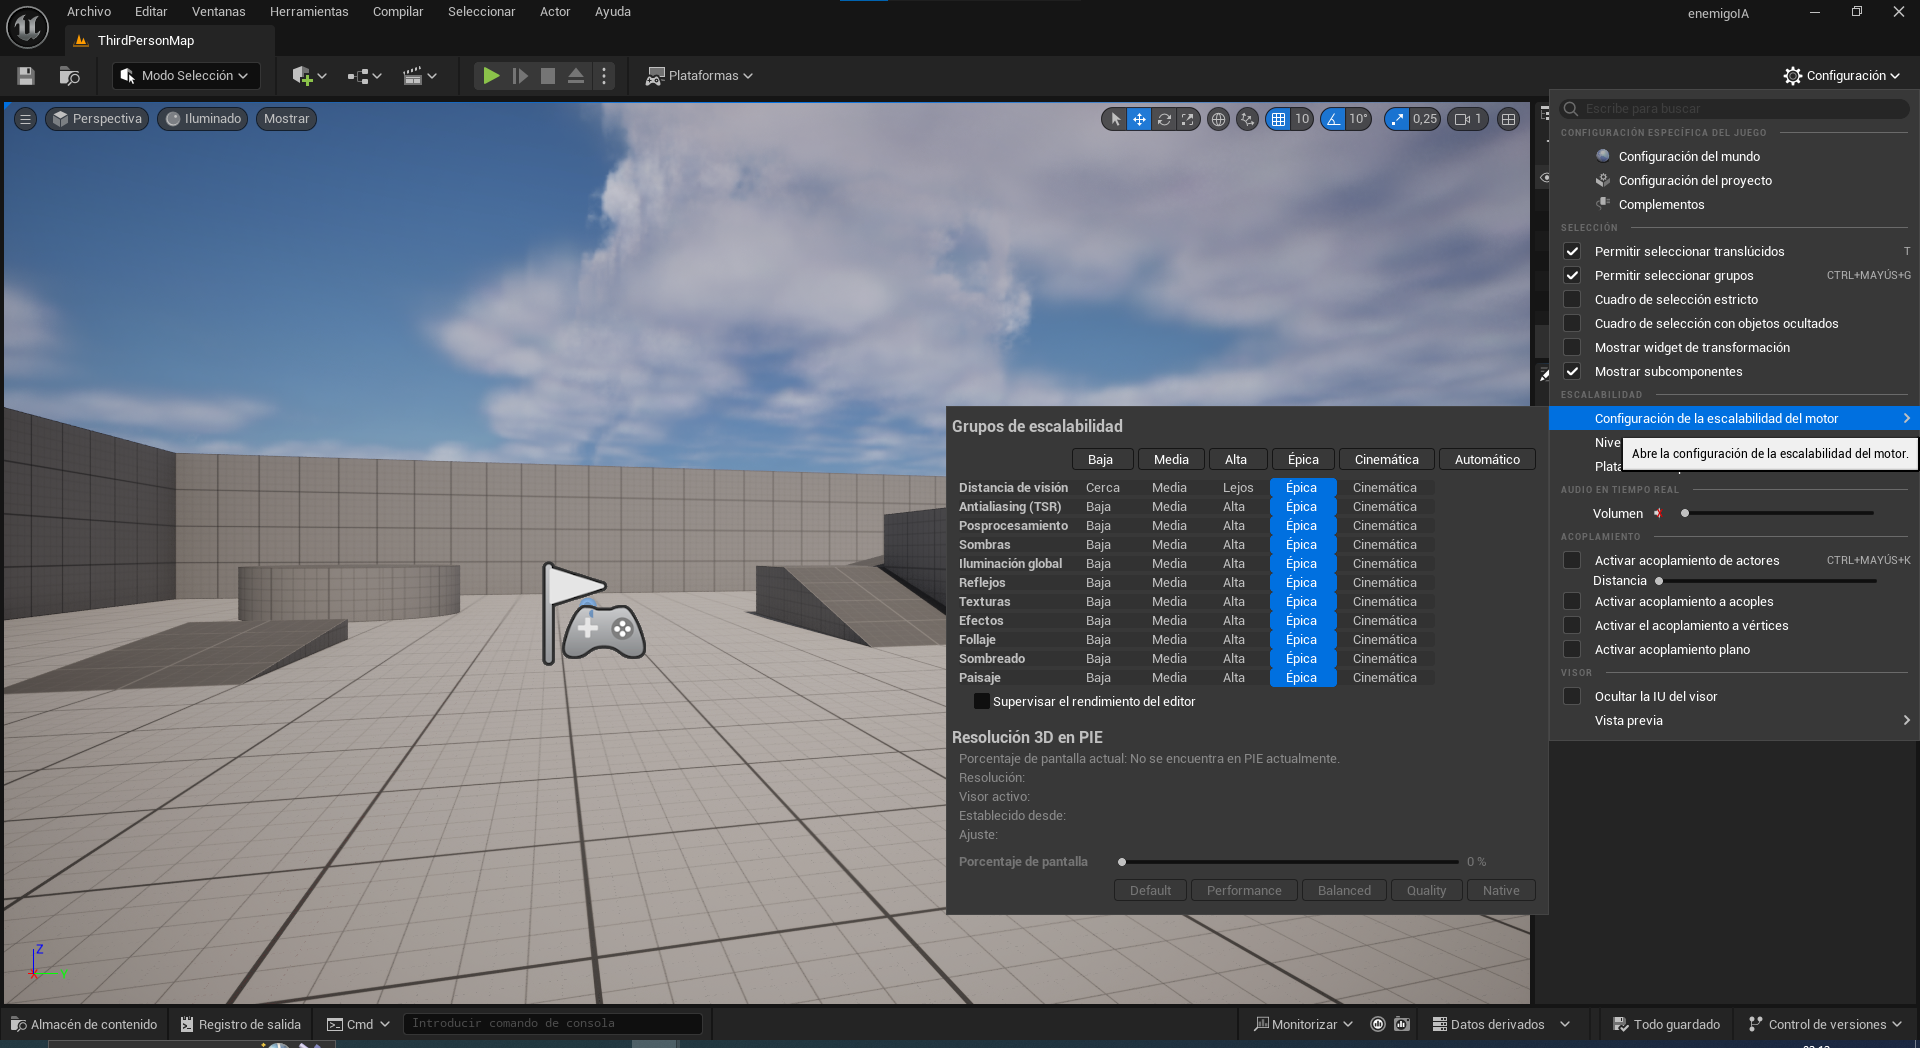 Archivo Editar Ventanas Herramientas Compilar Seleccionar Actor Ayuda
enemigoIA
ThirdPersonMap
Modo Selección
Plataformas
Configuración
Perspectiva Iluminado Mostrar
10 10° 0,25 1
Escribe para buscar
CONFIGURACIÓN ESPECÍFICA DEL JUEGO
Configuración del mundo
Configuración del proyecto
Complementos
SELECCIÓN
Permitir seleccionar translúcidos T
Permitir seleccionar grupos CTRL+MAYÚS+G
Cuadro de selección estricto
Cuadro de selección con objetos ocultados
Mostrar widget de transformación
Mostrar subcomponentes
ESCALABILIDAD
Configuración de la escalabilidad del motor
Nive
Abre la configuración de la escalabilidad del motor.
Plata
AUDIO EN TIEMPO REAL
Volumen
ACOPLAMIENTO
Activar acoplamiento de actores CTRL+MAYÚS+K
Distancia
Activar acoplamiento a acoples
Activar el acoplamiento a vértices
Activar acoplamiento plano
VISOR
Ocultar la IU del visor
Vista previa
Grupos de escalabilidad
Baja Media Alta Épica Cinemática Automático
Distancia de visión Cerca Media Lejos Épica Cinemática
Antialiasing (TSR) Baja Media Alta Épica Cinemática
Posprocesamiento Baja Media Alta Épica Cinemática
Sombras Baja Media Alta Épica Cinemática
Iluminación global Baja Media Alta Épica Cinemática
Reflejos Baja Media Alta Épica Cinemática
Texturas Baja Media Alta Épica Cinemática
Efectos Baja Media Alta Épica Cinemática
Follaje Baja Media Alta Épica Cinemática
Sombreado Baja Media Alta Épica Cinemática
Paisaje Baja Media Alta Épica Cinemática
Supervisar el rendimiento del editor
Resolución 3D en PIE
Porcentaje de pantalla actual: No se encuentra en PIE actualmente.
Resolución:
Visor activo:
Establecido desde:
Ajuste:
Porcentaje de pantalla 0 %
Default Performance Balanced Quality Native
Z
X Y
Almacén de contenido Registro de salida Cmd Introducir comando de consola
Monitorizar Datos derivados Todo guardado Control de versiones